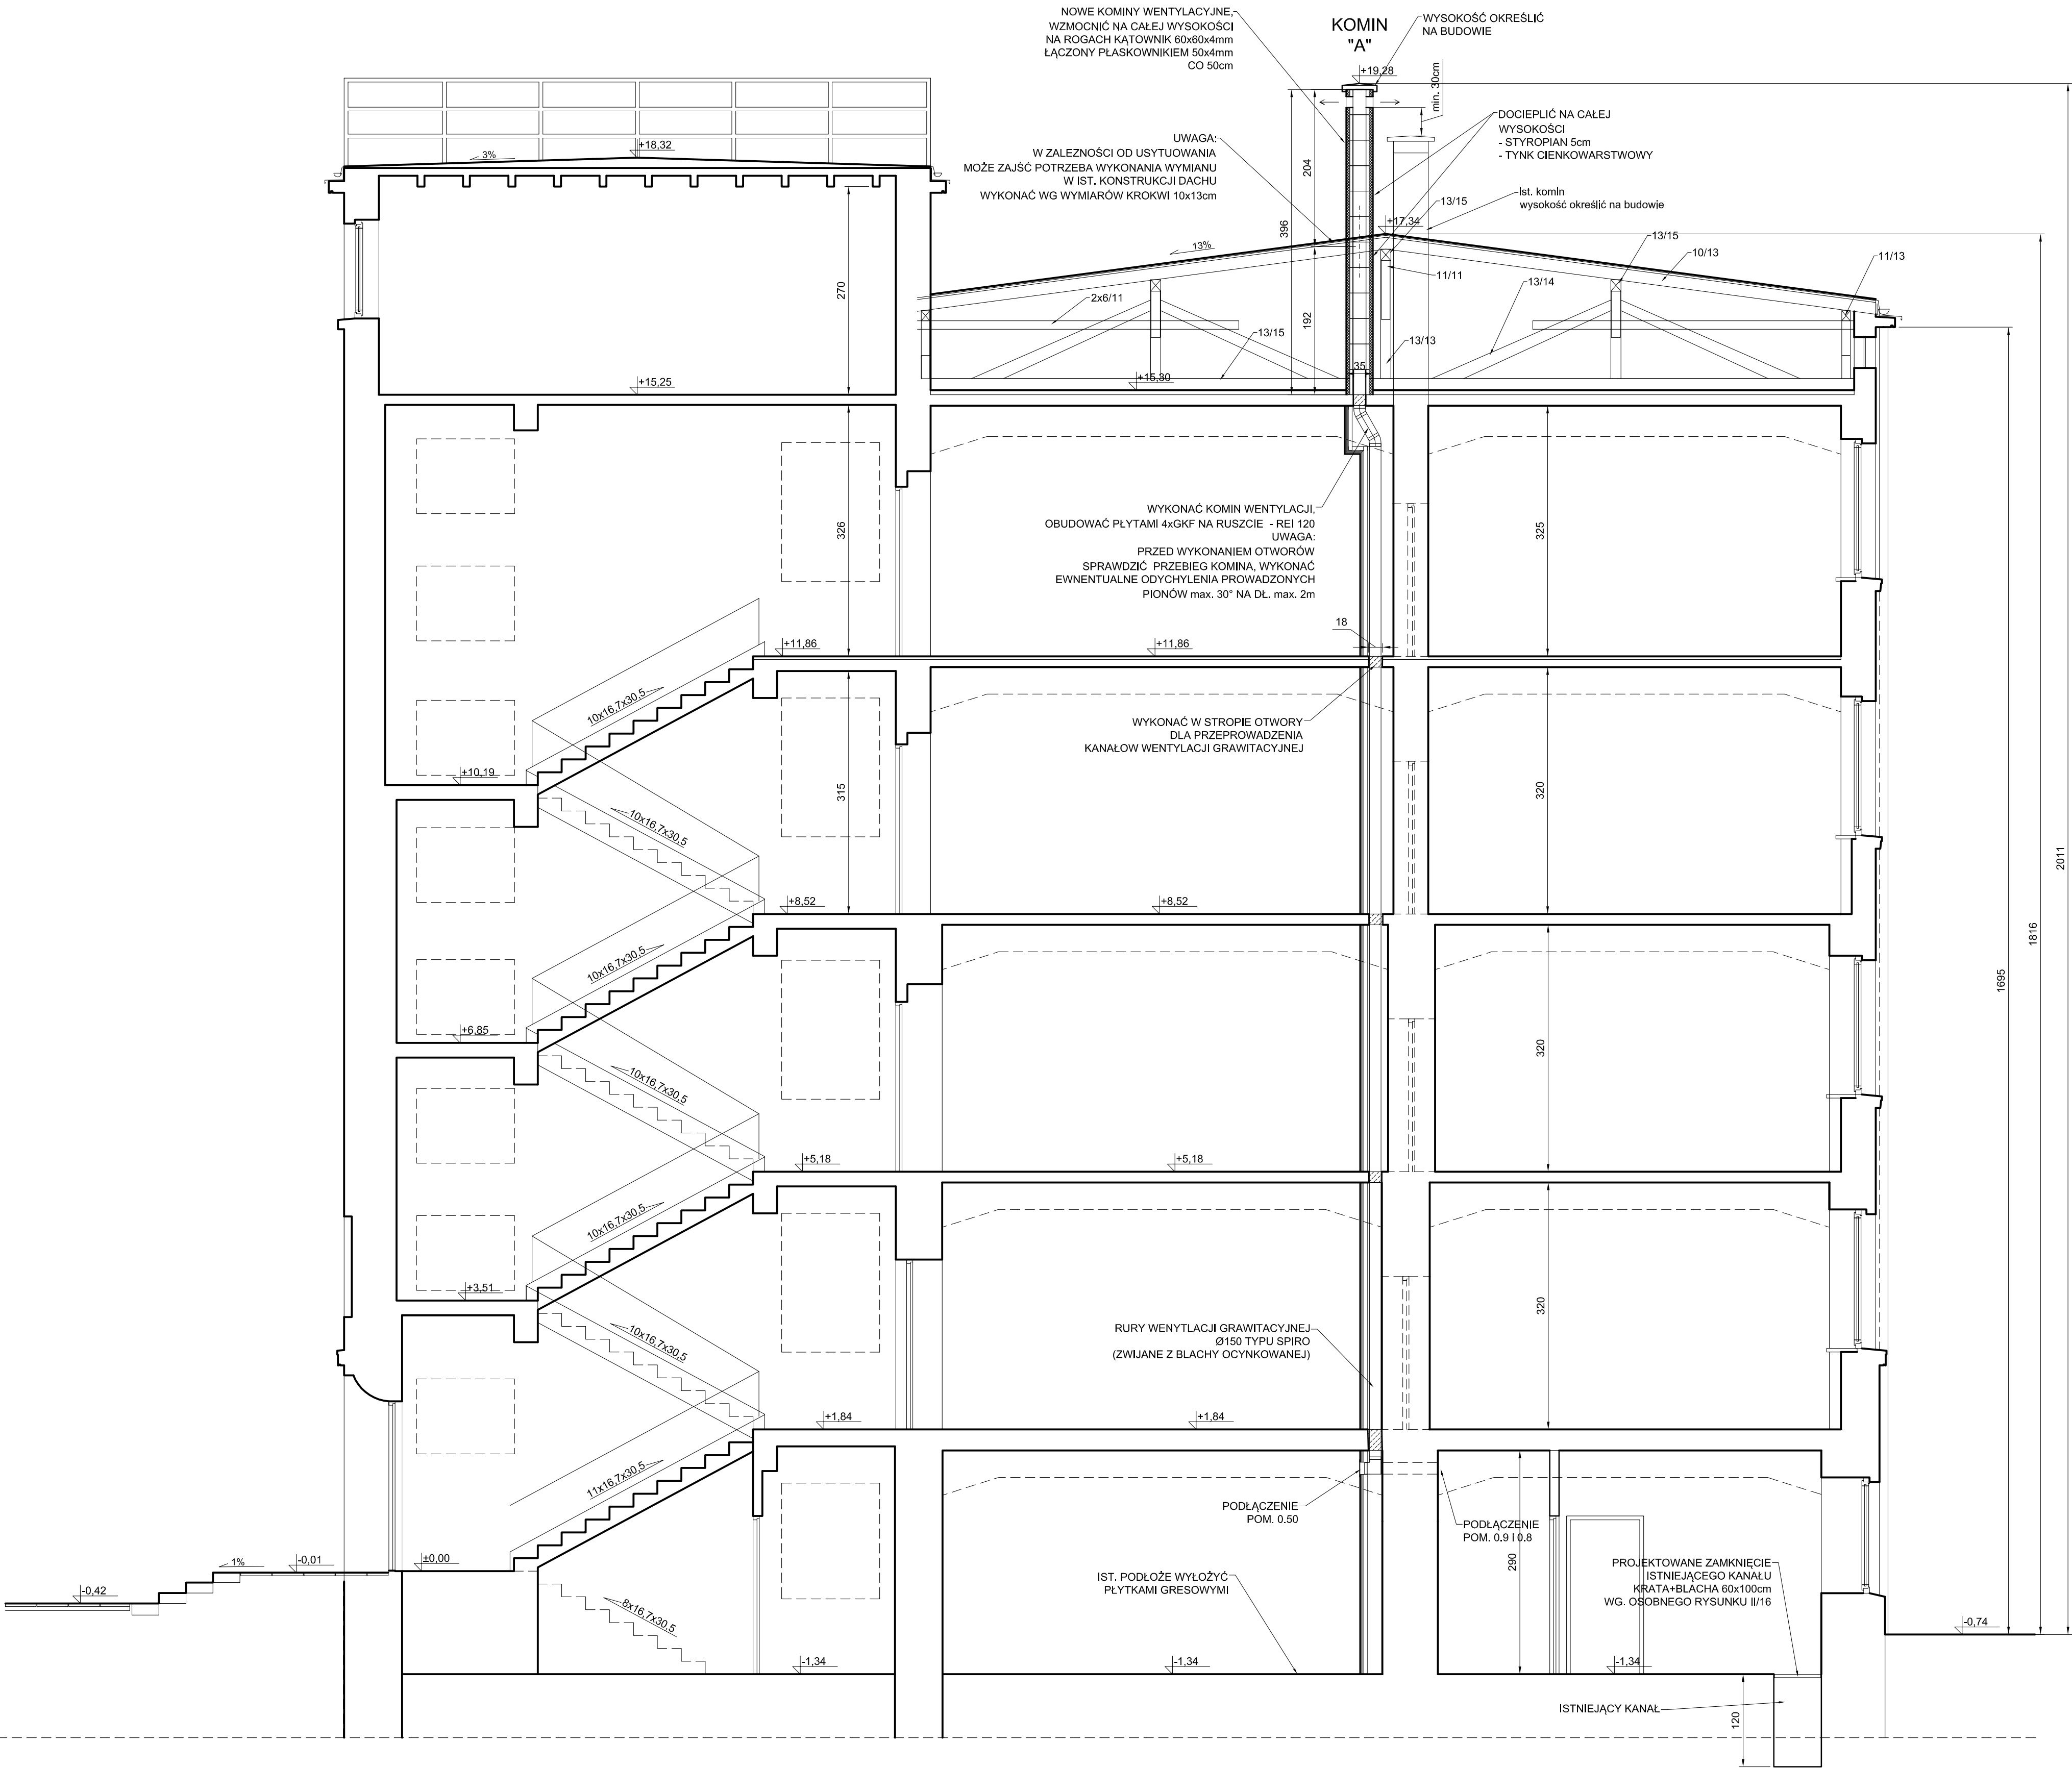 NOWE KOMINY WENTYLACYJNE,
WZMOCNIĆ NA CAŁEJ WYSOKOŚCI
NA ROGACH KĄTOWNIK 60x60x4mm
ŁĄCZONY PŁASKOWNIKIEM 50x4mm
CO 50cm
KOMIN
"A"
WYSOKOŚĆ OKREŚLIĆ
NA BUDOWIE
+19,28
min. 30cm
DOCIEPLIĆ NA CAŁEJ
WYSOKOŚCI
- STYROPIAN 5cm
- TYNK CIENKOWARSTWOWY
UWAGA:
W ZALEZNOŚCI OD USYTUOWANIA
MOŻE ZAJŚĆ POTRZEBA WYKONANIA WYMIANU
W IST. KONSTRUKCJI DACHU
WYKONAĆ WG WYMIARÓW KROKWI 10x13cm
ist. komin
wysokość określić na budowie
3%
+18,32
204
396
192
13/15
+17,34
13%
13/15
10/13
11/13
11/11
13/14
2x6/11
13/15
13/13
35
270
+15,25
+15,30
326
325
WYKONAĆ KOMIN WENTYLACJI,
OBUDOWAĆ PŁYTAMI 4xGKF NA RUSZCIE - REI 120
UWAGA:
PRZED WYKONANIEM OTWORÓW
SPRAWDZIĆ PRZEBIEG KOMINA, WYKONAĆ
EWNENTUALNE ODYCHYLENIA PROWADZONYCH
PIONÓW max. 30° NA DŁ. max. 2m
18
+11,86
+11,86
10x16,7x30,5
WYKONAĆ W STROPIE OTWORY
DLA PRZEPROWADZENIA
KANAŁOW WENTYLACJI GRAWITACYJNEJ
+10,19
315
320
10x16,7x30,5
2011
1816
1695
+8,52
+8,52
10x16,7x30,5
+6,85
320
10x16,7x30,5
+5,18
+5,18
10x16,7x30,5
+3,51
320
10x16,7x30,5
RURY WENYTLACJI GRAWITACYJNEJ
Ø150 TYPU SPIRO
(ZWIJANE Z BLACHY OCYNKOWANEJ)
+1,84
+1,84
11x16,7x30,5
PODŁĄCZENIE
POM. 0.50
PODŁĄCZENIE
POM. 0.9 i 0.8
290
1%
-0,01
±0,00
-0,42
IST. PODŁOŻE WYŁOŻYĆ
PŁYTKAMI GRESOWYMI
PROJEKTOWANE ZAMKNIĘCIE
ISTNIEJĄCEGO KANAŁU
KRATA+BLACHA 60x100cm
WG. OSOBNEGO RYSUNKU II/16
8x16,7x30,5
-0,74
-1,34
-1,34
-1,34
ISTNIEJĄCY KANAŁ
120